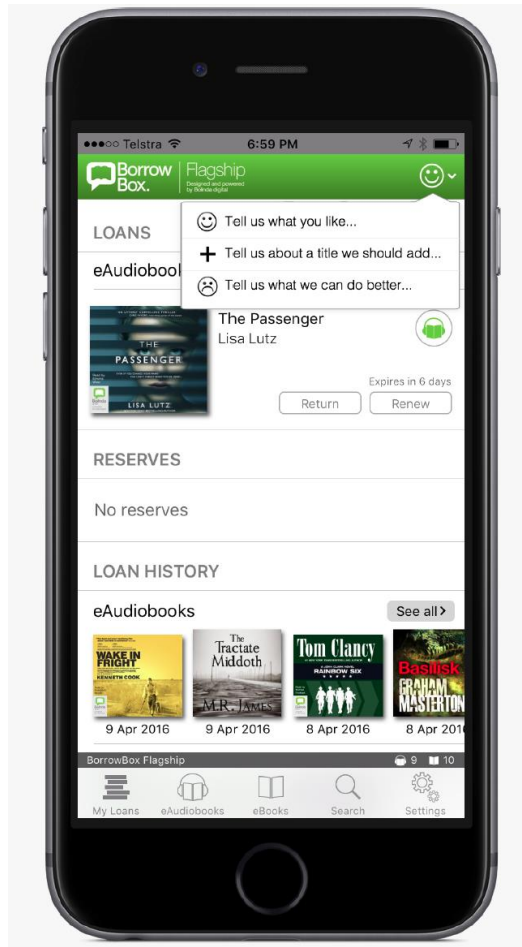 Telstra 6:59 PM
Borrow Box. Flagship
Designed and powered
by Bolinda digital
Tell us what you like...
Tell us about a title we should add...
Tell us what we can do better...
LOANS
eAudiobool
The Passenger
Lisa Lutz
THE
PASSENGER
LISA LUTZ
Expires in 6 days
Return Renew
RESERVES
No reserves
LOAN HISTORY
eAudiobooks See all >
WAKE IN
FRIGHT
KENNETH COOK
The
Tractate
Middoth
M.R. JAMES
Tom Clancy
RAINBOW SIX
Basilisk
GRAHAM
MASTERTON
9 Apr 2016 9 Apr 2016 8 Apr 2016 8 Apr 201
BorrowBox Flagship 9 10
My Loans eAudiobooks eBooks Search Settings